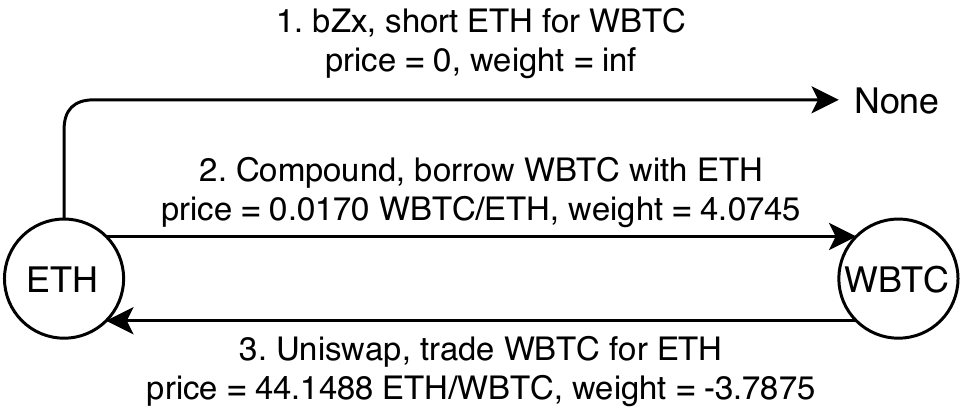 1. bZx, short ETH for WBTC
price = 0, weight = inf
None
2. Compound, borrow WBTC with ETH
price = 0.0170 WBTC/ETH, weight = 4.0745
ETH
WBTC
3. Uniswap, trade WBTC for ETH
price = 44.1488 ETH/WBTC, weight = -3.7875